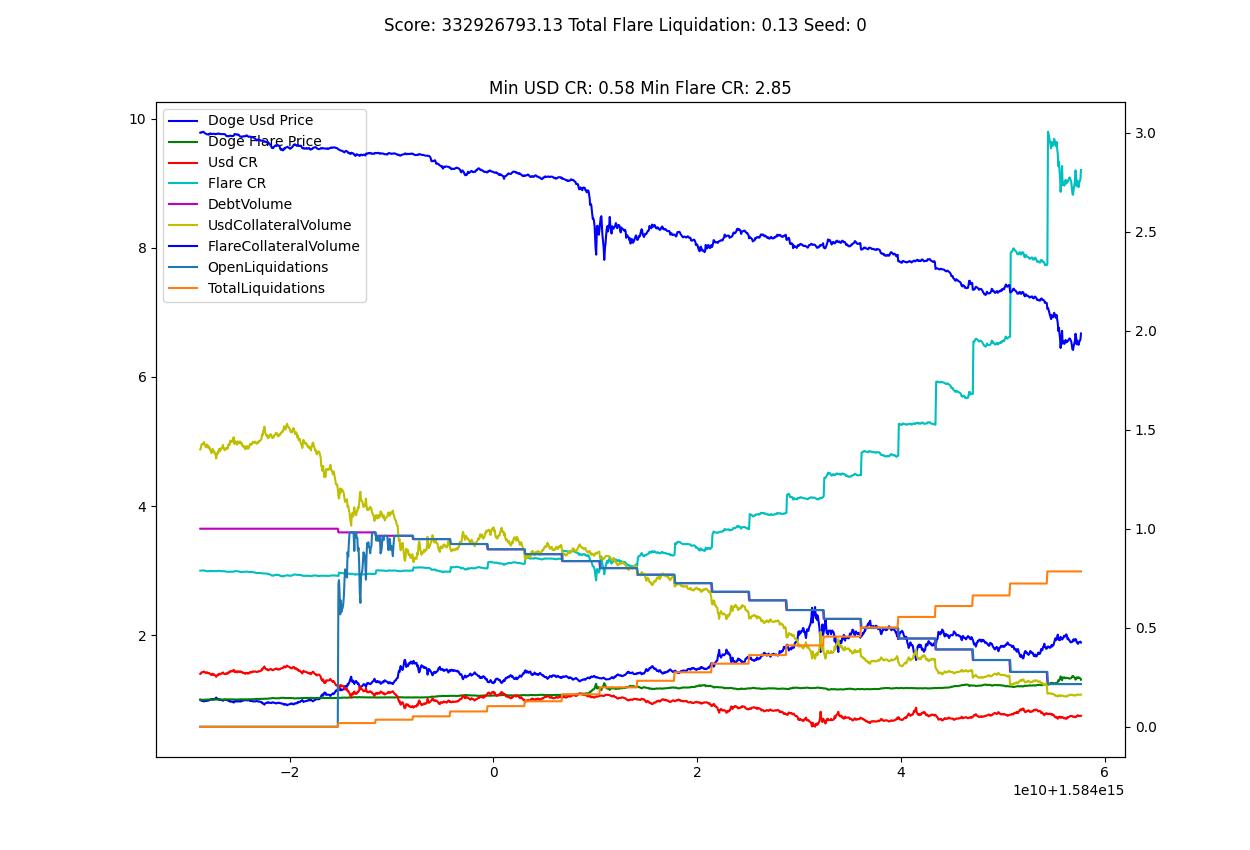 Score: 332926793.13 Total Flare Liquidation: 0.13 Seed: 0
Min USD CR: 0.58 Min Flare CR: 2.85
Doge Usd Price
Doge Flare Price
Usd CR
Flare CR
DebtVolume
UsdCollateralVolume
FlareCollateralVolume
OpenLiquidations
TotalLiquidations
10
8
6
4
2
3.0
2.5
2.0
1.5
1.0
0.5
0.0
−2
0
2
4
6
1e10+1.584e15